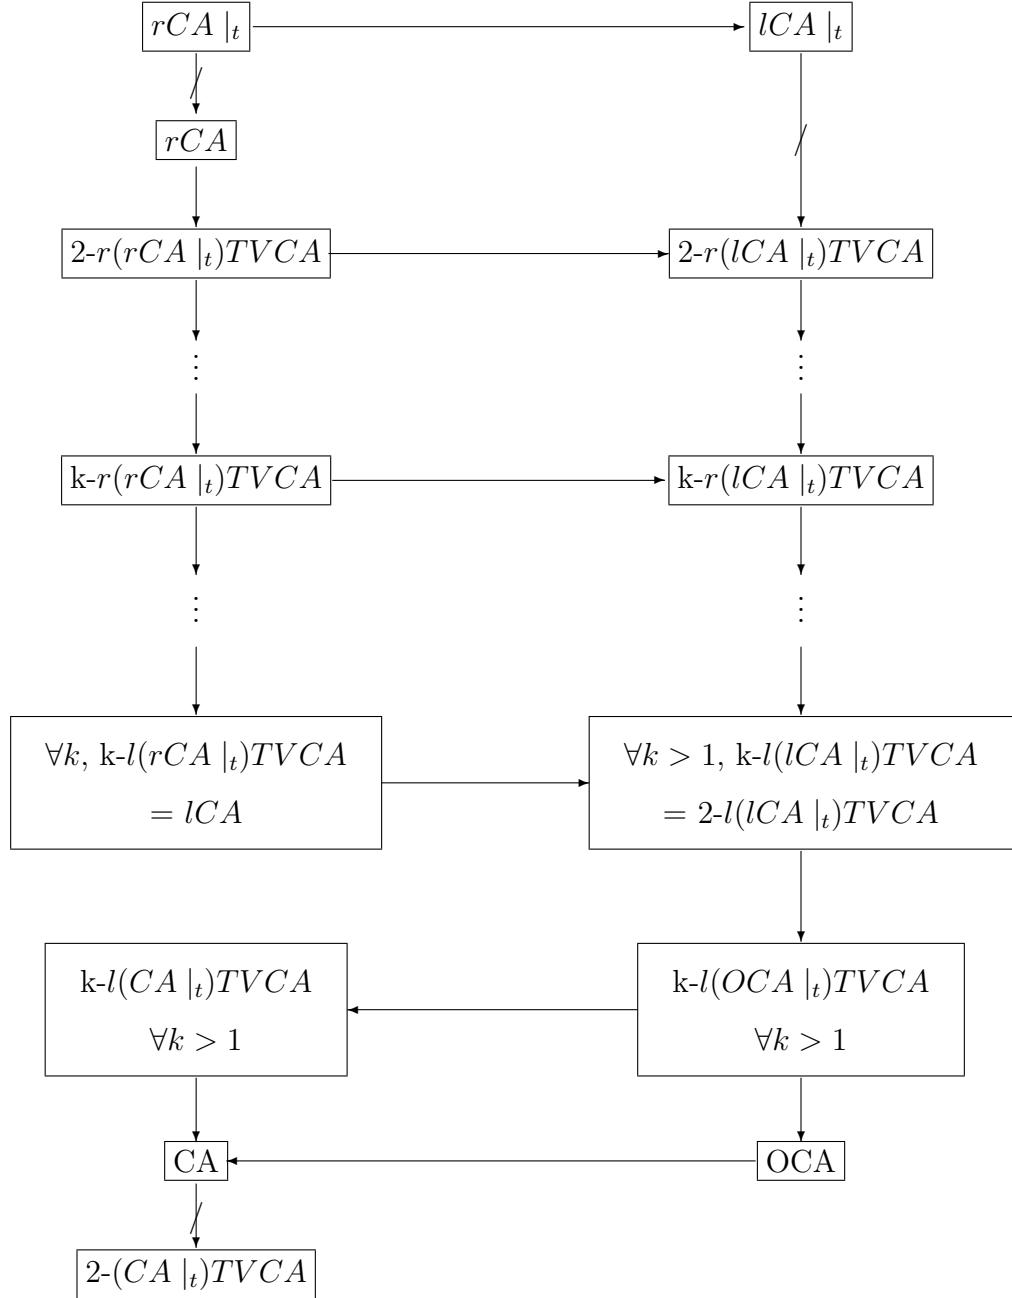 rCA |t
lCA |t
rCA
2-r(rCA |t)TVCA
2-r(lCA |t)TVCA
⋮
⋮
k-r(rCA |t)TVCA
k-r(lCA |t)TVCA
⋮
⋮
∀k, k-l(rCA |t)TVCA
= lCA
∀k > 1, k-l(lCA |t)TVCA
= 2-l(lCA |t)TVCA
k-l(CA |t)TVCA
∀k > 1
k-l(OCA |t)TVCA
∀k > 1
CA
OCA
2-(CA |t)TVCA